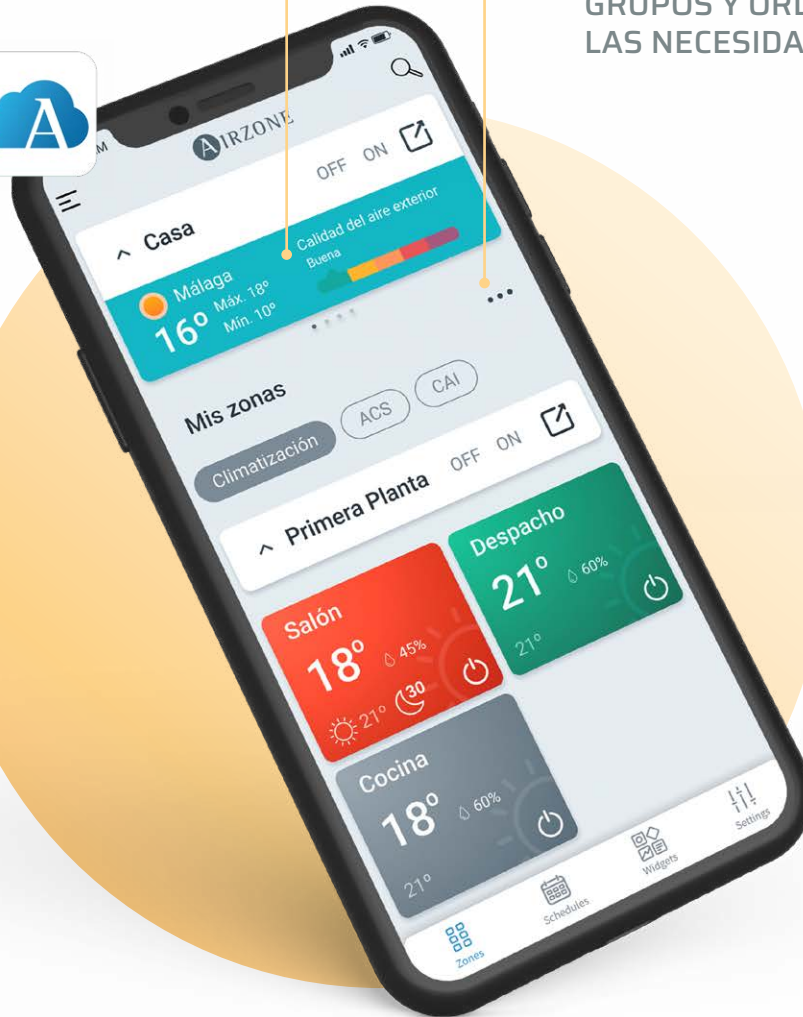 GRUPOS Y
LAS
A
AIRZONE
Casa
OFF ON
Málaga
16º
Máx. 18º
Mín. 10º
Calidad del aire exterior
Buena
Mis zonas
Climatización
ACS
CAI
Primera Planta
OFF ON
Salón
18º
45%
21º
30
Despacho
21º
60%
21º
Cocina
18º
60%
21º
Zones
Schedules
Widgets
Settings